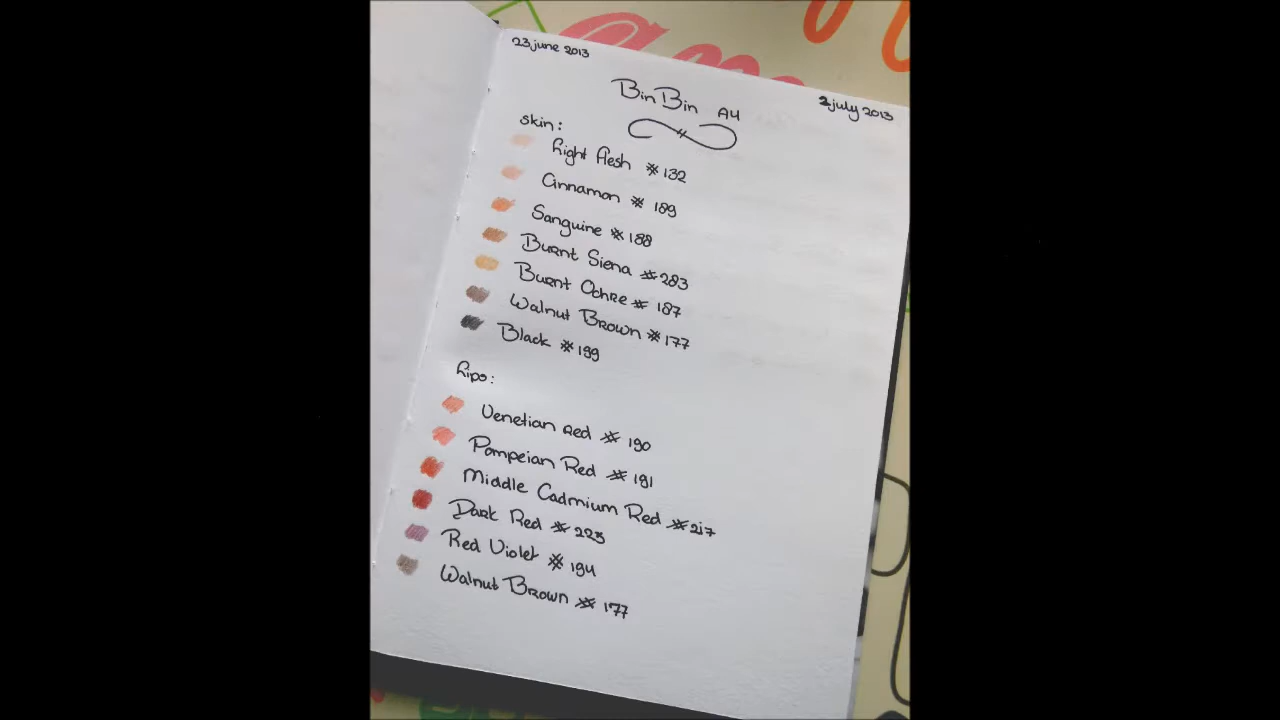 23 june 2013
2 july 2013
BinBin A4
skin:
Light flesh #132
Cinnamon # 189
Sanguine #188
Burnt Siena #283
Burnt Ochre # 187
Walnut Brown #177
Black #199
Lips:
Venetian Red # 190
Pompeian Red # 191
Middle Cadmium Red #217
Dark Red #225
Red Violet # 194
Walnut Brown # 177